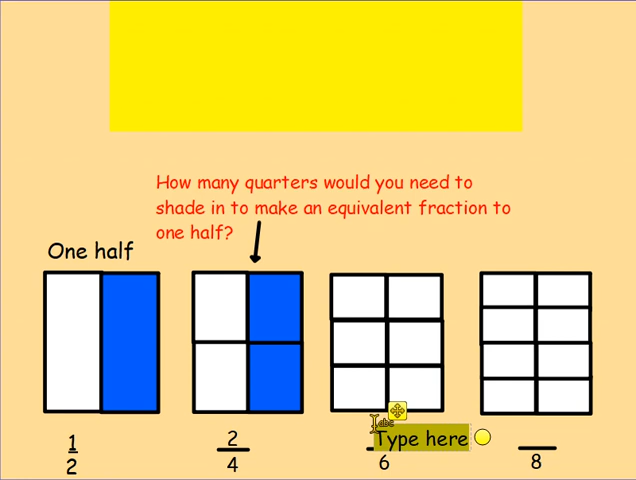 How many quarters would you need to
shade in to make an equivalent fraction to
one half?
One half
1
2
2
4
abc
Type here
6
8